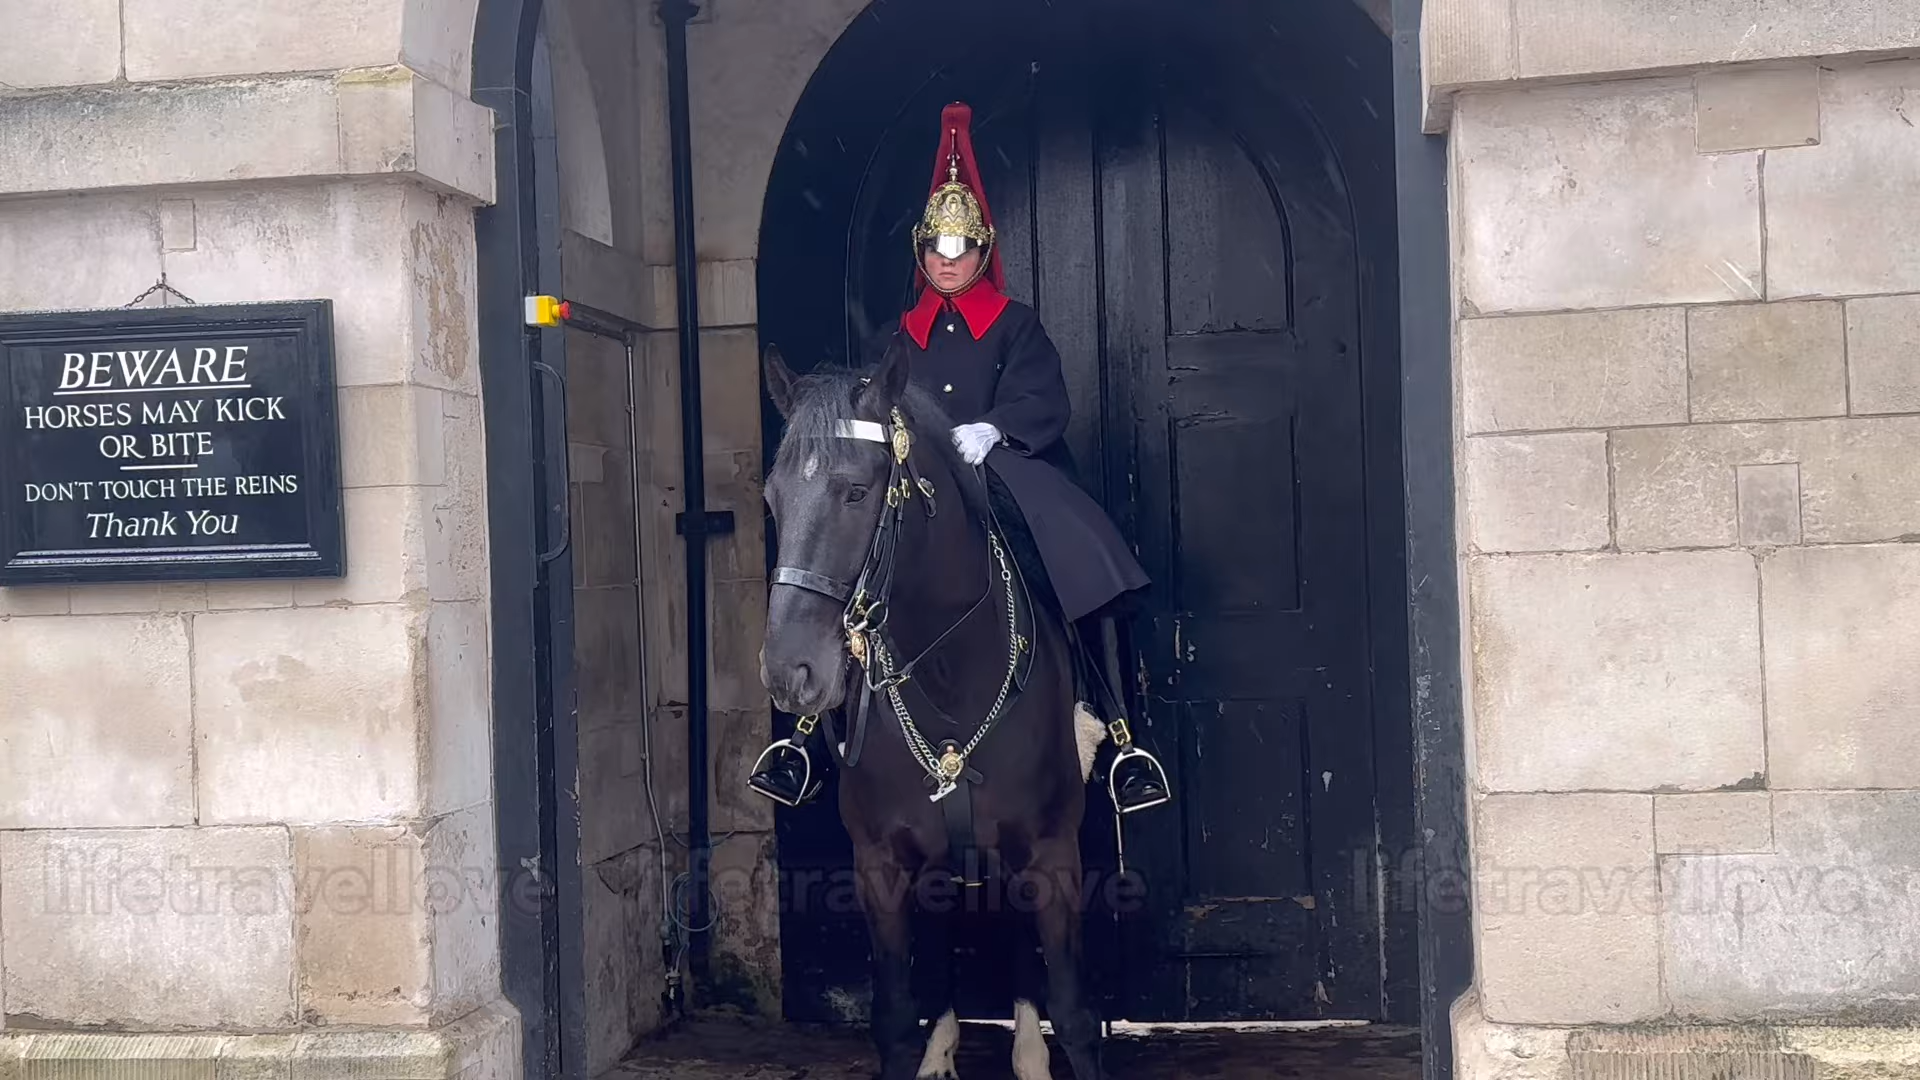 BEWARE
HORSES MAY KICK
OR BITE
DON'T TOUCH THE REINS
Thank You
lifetravellove lifetravellove lifetravellove